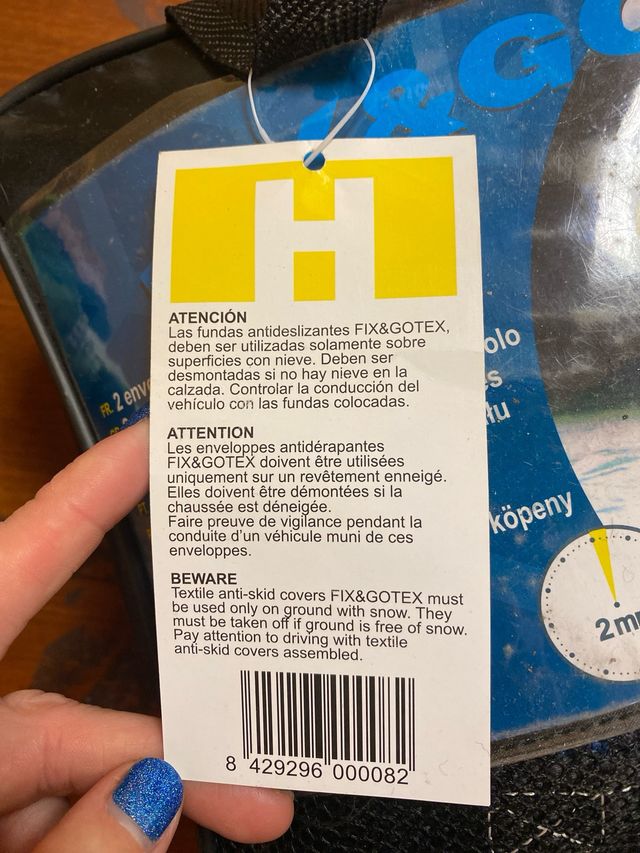 &GO
ATENCIÓN
Las fundas antideslizantes FIX&GOTEX,
deben ser utilizadas solamente sobre
superficies con nieve. Deben ser
desmontadas si no hay nieve en la
calzada. Controlar la conducción del
vehículo con las fundas colocadas.
ATTENTION
Les enveloppes antidérapantes
FIX&GOTEX doivent être utilisées
uniquement sur un revêtement enneigé.
Elles doivent être démontées si la
chaussée est déneigée.
Faire preuve de vigilance pendant la
conduite d'un véhicule muni de ces
enveloppes.
BEWARE
Textile anti-skid covers FIX&GOTEX must
be used only on ground with snow. They
must be taken off if ground is free of snow.
Pay attention to driving with textile
anti-skid covers assembled.
8 429296 000082
FR. 2 env
köpeny
2 m